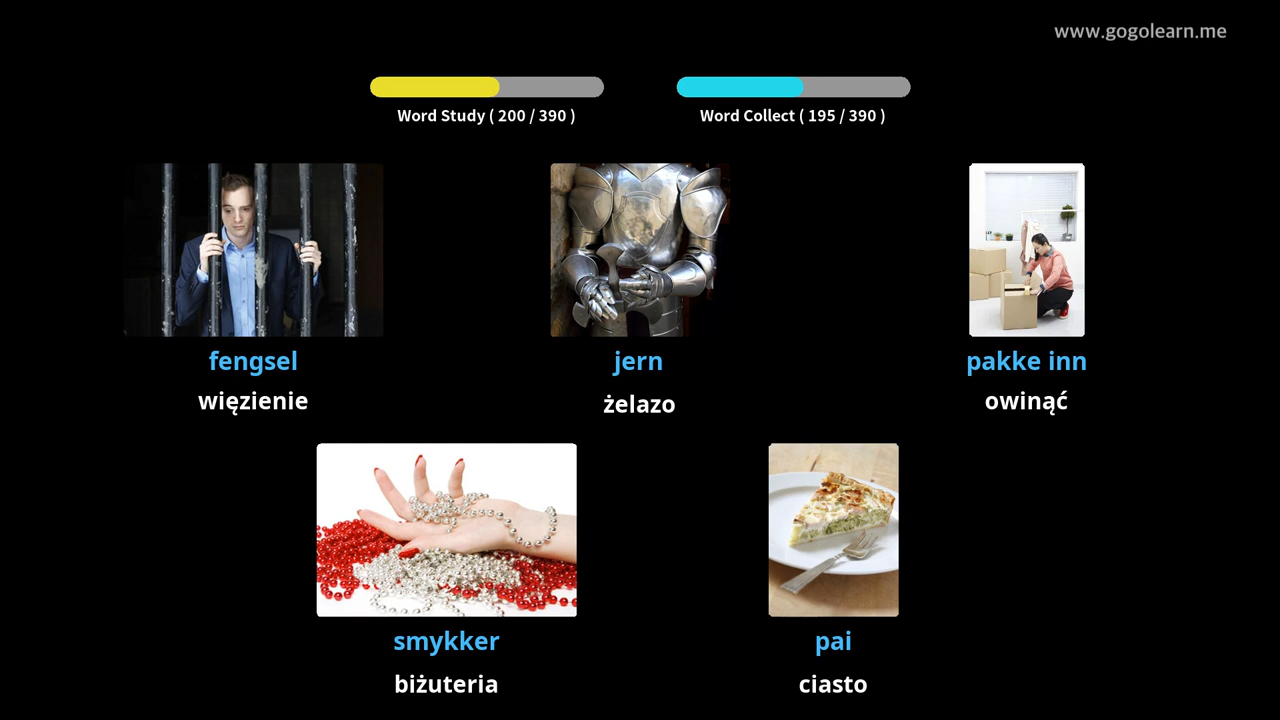 www.gogolearn.me
Word Study ( 200 / 390 )
Word Collect ( 195 / 390 )
fengsel
więzienie
jern
żelazo
pakke inn
owinąć
smykker
biżuteria
pai
ciasto